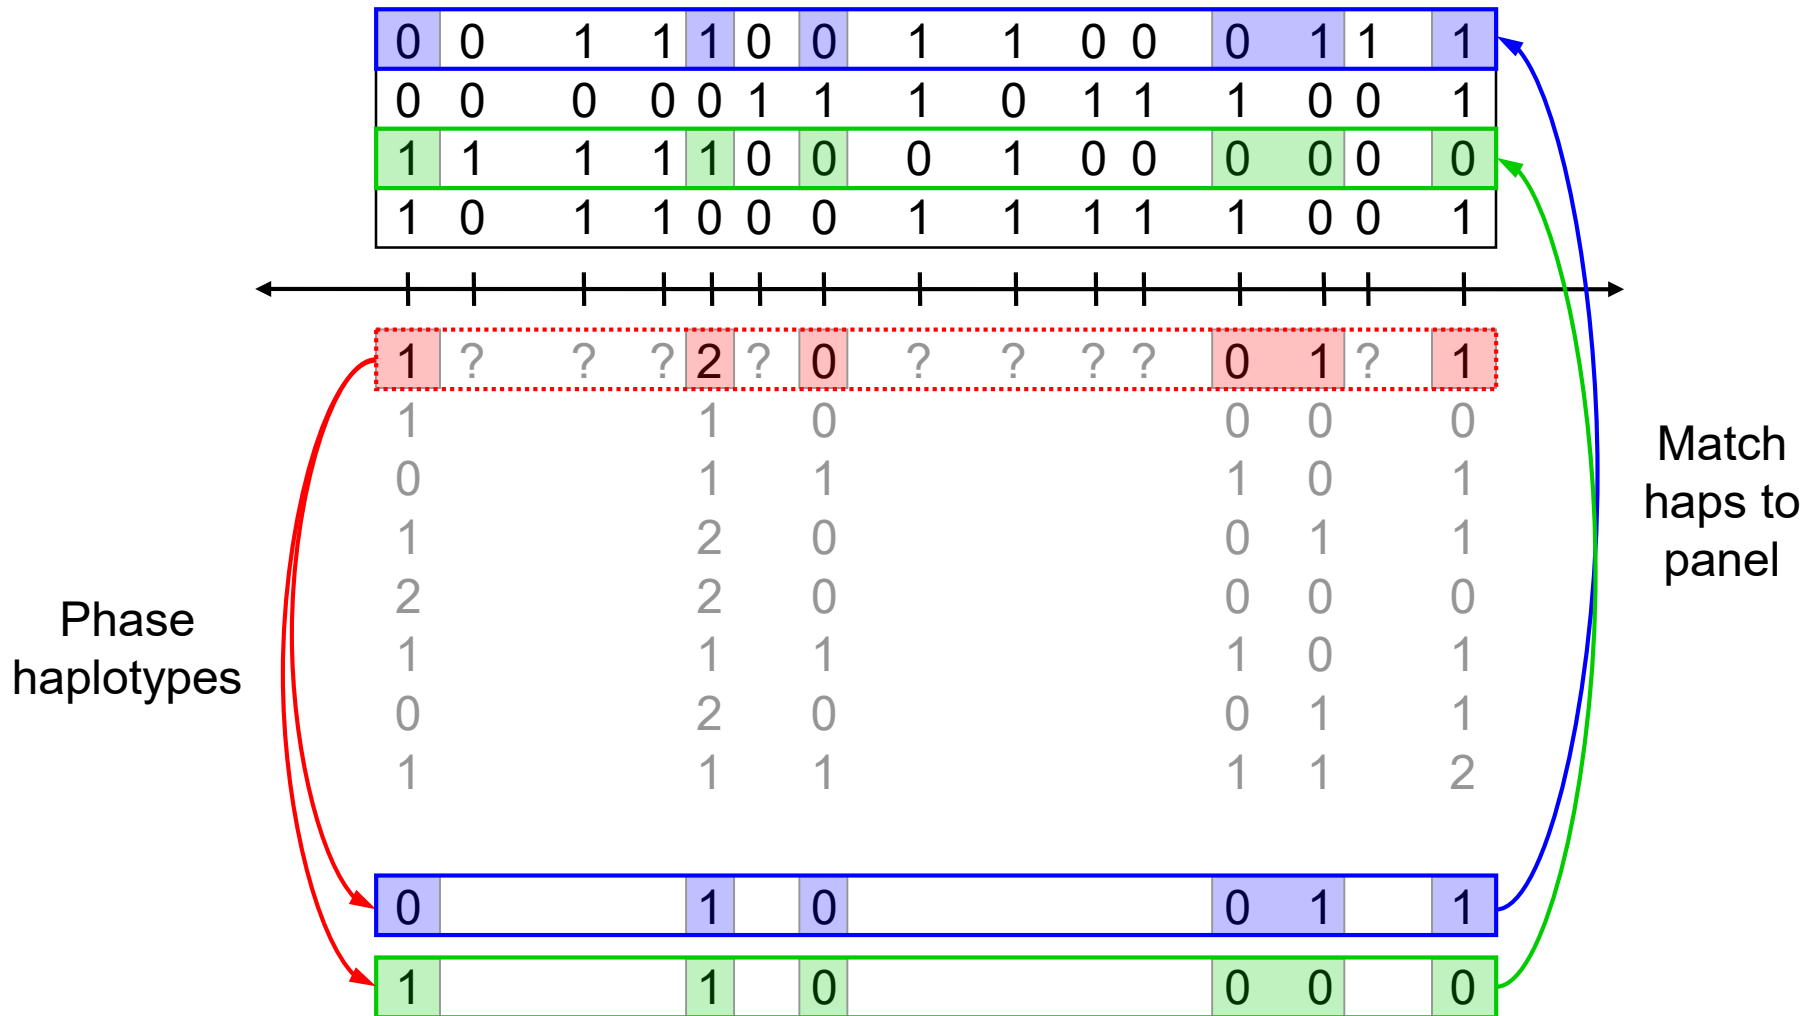 0 0 1 1 1 0 0 1 1 0 0 0 1 1 1
0 0 0 0 0 1 1 1 0 1 1 1 0 0 1
1 1 1 1 1 0 0 0 1 0 0 0 0 0 0
1 0 1 1 0 0 0 1 1 1 1 1 0 0 1
1 ? ? ? 2 ? 0 ? ? ? ? 0 1 ? 1
1 1 0 0 0 0
0 1 1 1 0 1
1 2 0 0 1 1
2 2 0 0 0 0
1 1 1 1 0 1
0 2 0 0 1 1
1 1 1 1 1 2
Phase
haplotypes
Match
haps to
panel
0 1 0 0 1 1
1 1 0 0 0 0